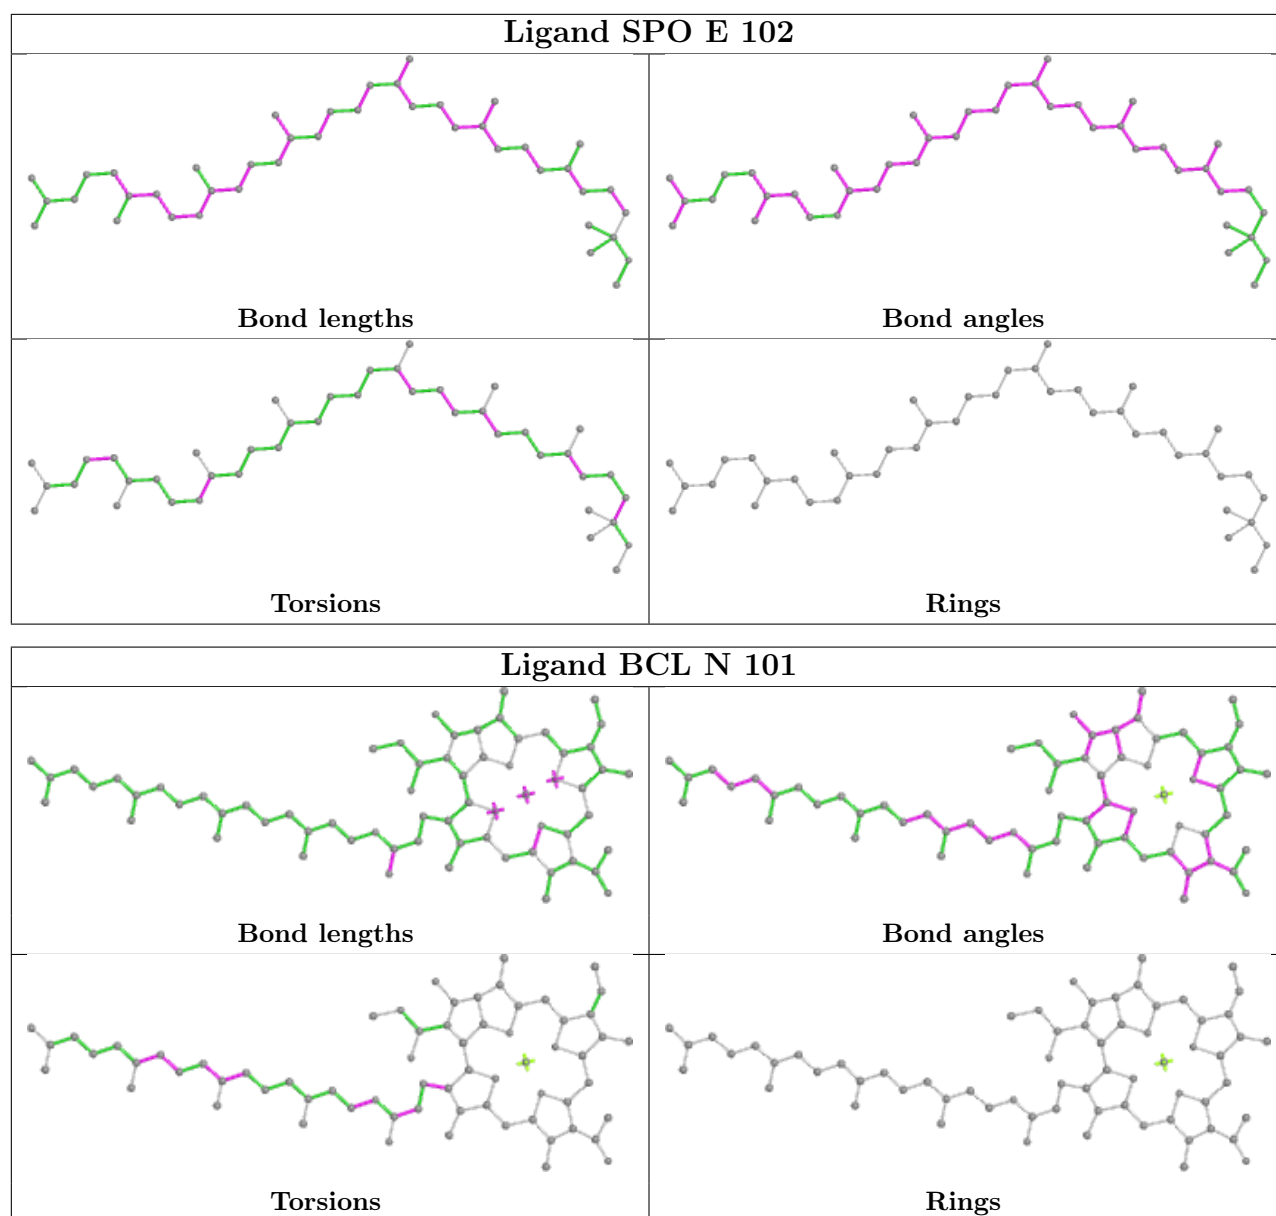 Ligand SPO E 102
Bond lengths
Bond angles
Torsions
Rings
Ligand BCL N 101
Bond lengths
Bond angles
Torsions
Rings